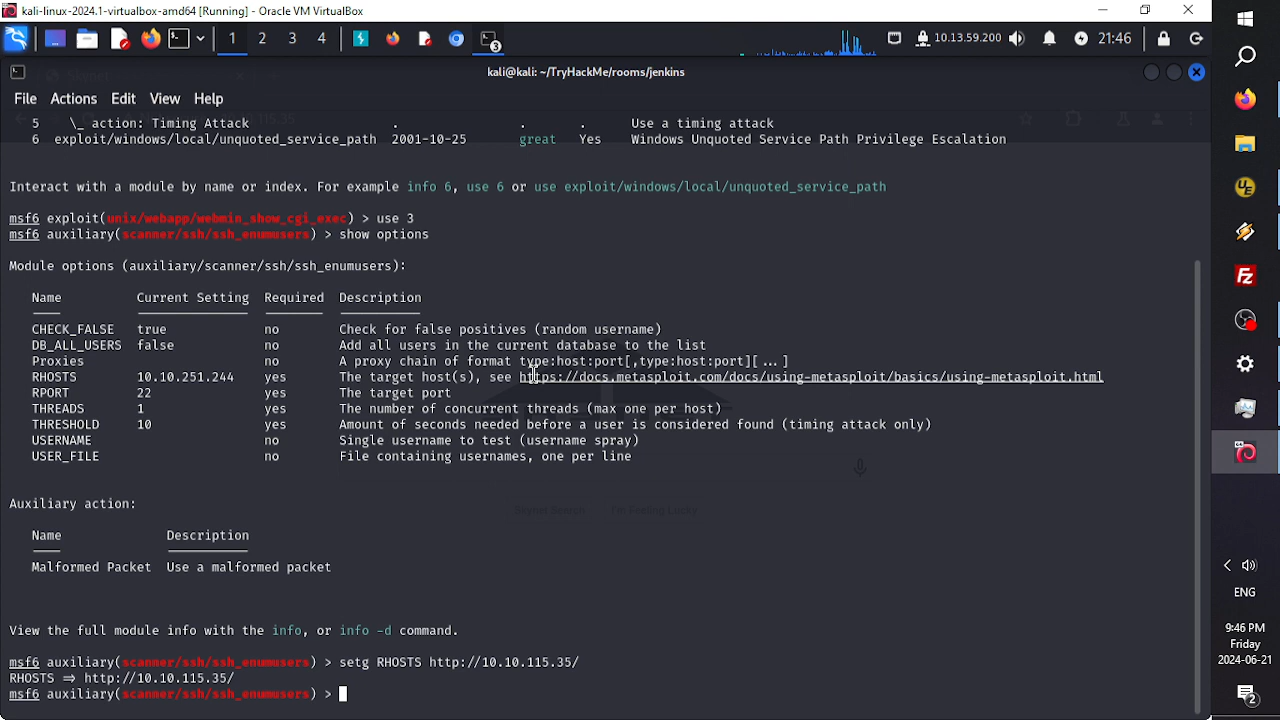 kali-linux-2024.1-virtualbox-amd64 [Running] - Oracle VM VirtualBox
1 2 3 4
3
10.13.59.200
21:46
kali@kali: ~/TryHackMe/rooms/jenkins
File Actions Edit View Help
5 \_ action: Timing Attack . . . Use a timing attack
6 exploit/windows/local/unquoted_service_path 2001-10-25 great Yes Windows Unquoted Service Path Privilege Escalation
Interact with a module by name or index. For example info 6, use 6 or use exploit/windows/local/unquoted_service_path
msf6 exploit(unix/webapp/webmin_show_cgi_exec) > use 3
msf6 auxiliary(scanner/ssh/ssh_enumusers) > show options
Module options (auxiliary/scanner/ssh/ssh_enumusers):
Name Current Setting Required Description
CHECK_FALSE true no Check for false positives (random username)
DB_ALL_USERS false no Add all users in the current database to the list
Proxies no A proxy chain of format type:host:port[,type:host:port][...]
RHOSTS 10.10.251.244 yes The target host(s), see https://docs.metasploit.com/docs/using-metasploit/basics/using-metasploit.html
RPORT 22 yes The target port
THREADS 1 yes The number of concurrent threads (max one per host)
THRESHOLD 10 yes Amount of seconds needed before a user is considered found (timing attack only)
USERNAME no Single username to test (username spray)
USER_FILE no File containing usernames, one per line
Skynet Search I'm Feeling Lucky
Auxiliary action:
Name Description
Malformed Packet Use a malformed packet
View the full module info with the info, or info -d command.
msf6 auxiliary(scanner/ssh/ssh_enumusers) > setg RHOSTS http://10.10.115.35/
RHOSTS ⇒ http://10.10.115.35/
msf6 auxiliary(scanner/ssh/ssh_enumusers) >
UE
Fz
ENG
9:46 PM
Friday
2024-06-21
2